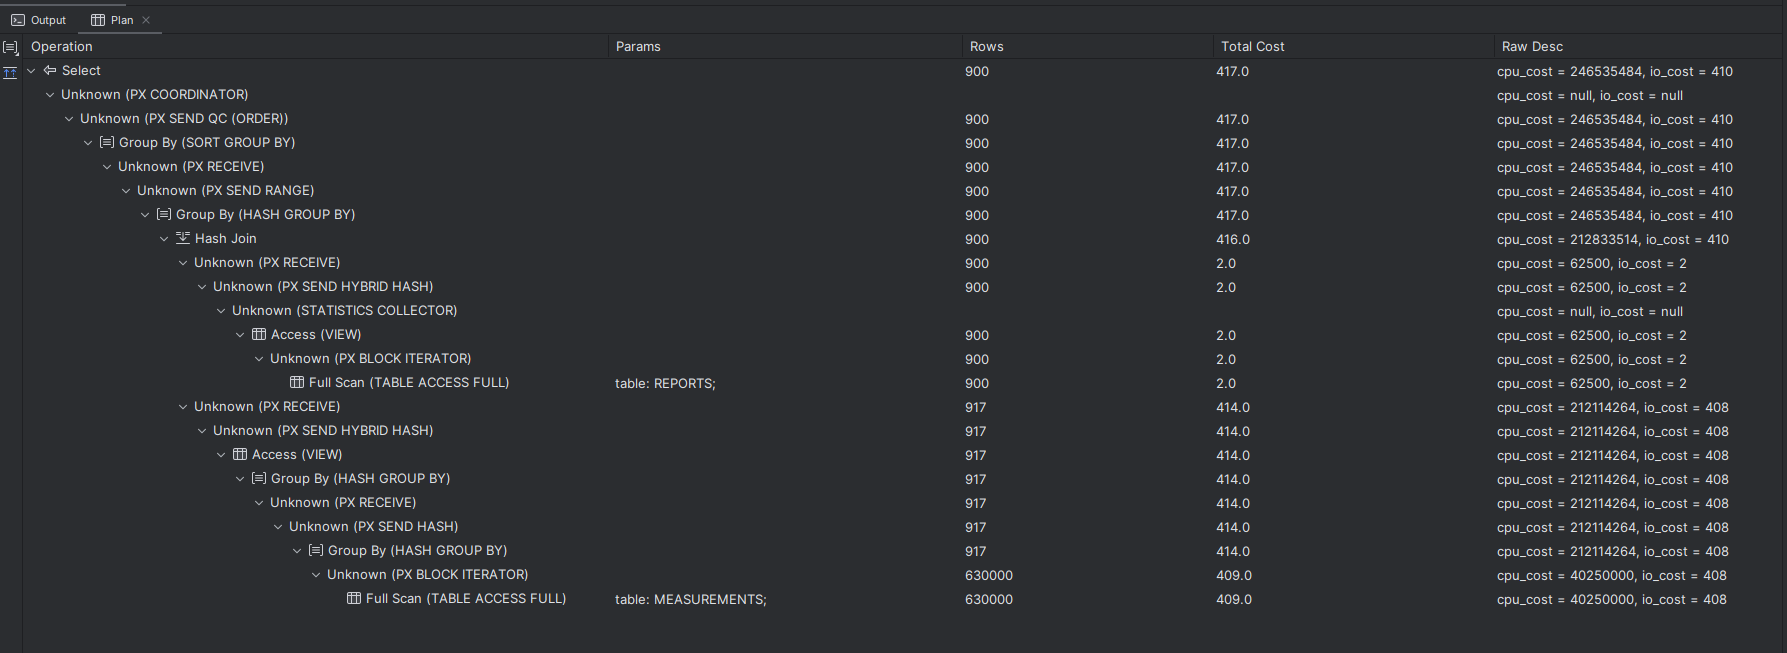 Output Plan
Operation Params Rows Total Cost Raw Desc
Select 900 417.0 cpu_cost = 246535484, io_cost = 410
Unknown (PX COORDINATOR) cpu_cost = null, io_cost = null
Unknown (PX SEND QC (ORDER)) 900 417.0 cpu_cost = 246535484, io_cost = 410
Group By (SORT GROUP BY) 900 417.0 cpu_cost = 246535484, io_cost = 410
Unknown (PX RECEIVE) 900 417.0 cpu_cost = 246535484, io_cost = 410
Unknown (PX SEND RANGE) 900 417.0 cpu_cost = 246535484, io_cost = 410
Group By (HASH GROUP BY) 900 417.0 cpu_cost = 246535484, io_cost = 410
Hash Join 900 416.0 cpu_cost = 212833514, io_cost = 410
Unknown (PX RECEIVE) 900 2.0 cpu_cost = 62500, io_cost = 2
Unknown (PX SEND HYBRID HASH) 900 2.0 cpu_cost = 62500, io_cost = 2
Unknown (STATISTICS COLLECTOR) cpu_cost = null, io_cost = null
Access (VIEW) 900 2.0 cpu_cost = 62500, io_cost = 2
Unknown (PX BLOCK ITERATOR) 900 2.0 cpu_cost = 62500, io_cost = 2
Full Scan (TABLE ACCESS FULL) table: REPORTS; 900 2.0 cpu_cost = 62500, io_cost = 2
Unknown (PX RECEIVE) 917 414.0 cpu_cost = 212114264, io_cost = 408
Unknown (PX SEND HYBRID HASH) 917 414.0 cpu_cost = 212114264, io_cost = 408
Access (VIEW) 917 414.0 cpu_cost = 212114264, io_cost = 408
Group By (HASH GROUP BY) 917 414.0 cpu_cost = 212114264, io_cost = 408
Unknown (PX RECEIVE) 917 414.0 cpu_cost = 212114264, io_cost = 408
Unknown (PX SEND HASH) 917 414.0 cpu_cost = 212114264, io_cost = 408
Group By (HASH GROUP BY) 917 414.0 cpu_cost = 212114264, io_cost = 408
Unknown (PX BLOCK ITERATOR) 630000 409.0 cpu_cost = 40250000, io_cost = 408
Full Scan (TABLE ACCESS FULL) table: MEASUREMENTS; 630000 409.0 cpu_cost = 40250000, io_cost = 408